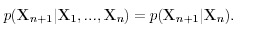 p(X_{n+1}|X_1, ..., X_n) = p(X_{n+1}|X_n).